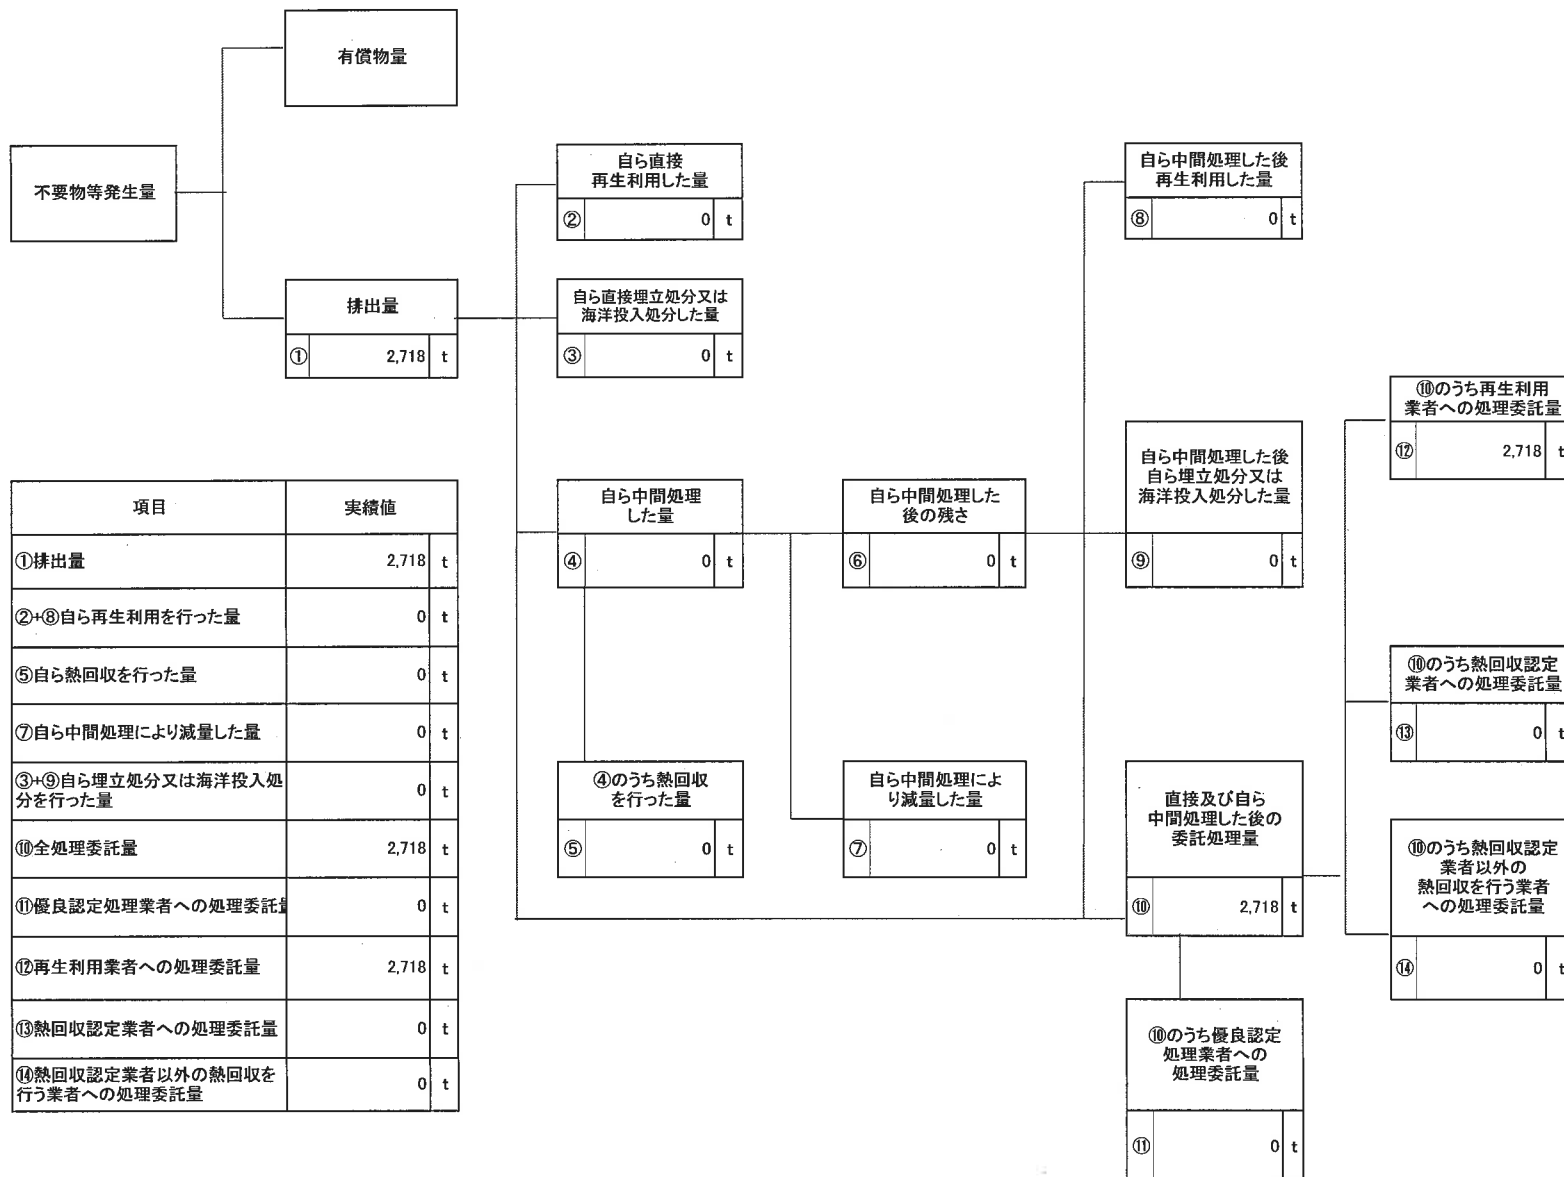 有償物量
不要物等発生量
排出量
① 2,718 t
自ら直接
再生利用した量
② 0 t
自ら直接埋立処分又は
海洋投入処分した量
③ 0 t
自ら中間処理
した量
④ 0 t
④のうち熱回収
を行った量
⑤ 0 t
自ら中間処理した
後の残さ
⑥ 0 t
自ら中間処理によ
り減量した量
⑦ 0 t
自ら中間処理した後
再生利用した量
⑧ 0 t
自ら中間処理した後
自ら埋立処分又は
海洋投入処分した量
⑨ 0 t
直接及び自ら
中間処理した後の
委託処理量
⑩ 2,718 t
⑩のうち優良認定
処理業者への
処理委託量
⑪ 0 t
⑩のうち再生利用
業者への処理委託量
⑫ 2,718 t
⑩のうち熱回収認定
業者への処理委託量
⑬ 0 t
⑩のうち熱回収認定
業者以外の
熱回収を行う業者
への処理委託量
⑭ 0 t
項目 実績値
①排出量 2,718 t
②+⑧自ら再生利用を行った量 0 t
⑤自ら熱回収を行った量 0 t
⑦自ら中間処理により減量した量 0 t
③+⑨自ら埋立処分又は海洋投入処
分を行った量 0 t
⑩全処理委託量 2,718 t
⑪優良認定処理業者への処理委託量 0 t
⑫再生利用業者への処理委託量 2,718 t
⑬熱回収認定業者への処理委託量 0 t
⑭熱回収認定業者以外の熱回収を
行う業者への処理委託量 0 t